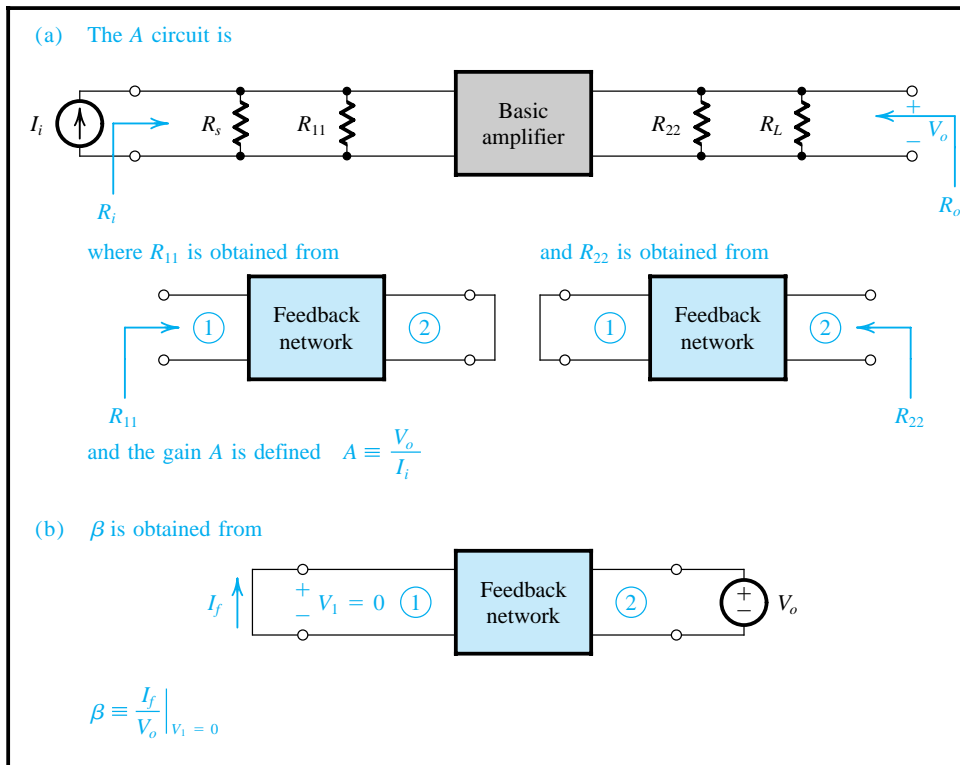 (a) The A circuit is
Basic
amplifier
I_i
R_s
R_11
R_22
R_L
+
V_o
−
R_i
R_o
where R_11 is obtained from
and R_22 is obtained from
1
Feedback
network
2
1
Feedback
network
2
R_11
R_22
and the gain A is defined A ≡ V_o / I_i
(b) β is obtained from
I_f
+
−
V_1 = 0
1
Feedback
network
2
+
−
V_o
β ≡ I_f / V_o |_{V_1 = 0}